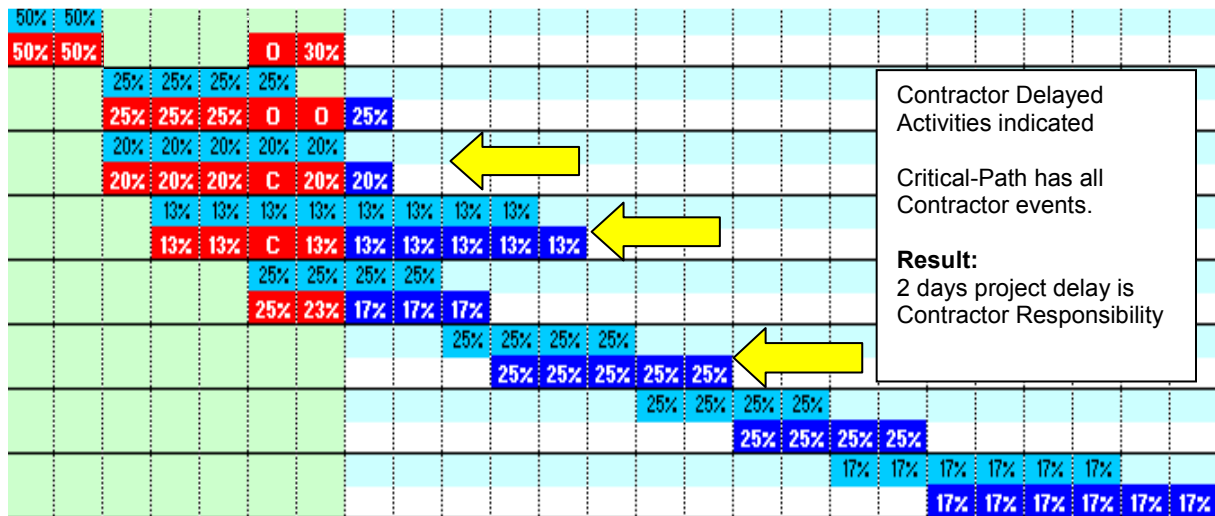 50% 50%
50% 50% O 30%
25% 25% 25% 25%
25% 25% 25% O O 25%
20% 20% 20% 20% 20%
20% 20% 20% C 20% 20%
13% 13% 13% 13% 13% 13% 13% 13%
13% 13% C 13% 13% 13% 13% 13% 13%
25% 25% 25% 25%
25% 23% 17% 17% 17%
25% 25% 25% 25%
25% 25% 25% 25% 25%
25% 25% 25% 25%
25% 25% 25% 25%
17% 17% 17% 17% 17% 17%
17% 17% 17% 17% 17% 17%
Contractor Delayed
Activities indicated
Critical-Path has all
Contractor events.
Result:
2 days project delay is
Contractor Responsibility